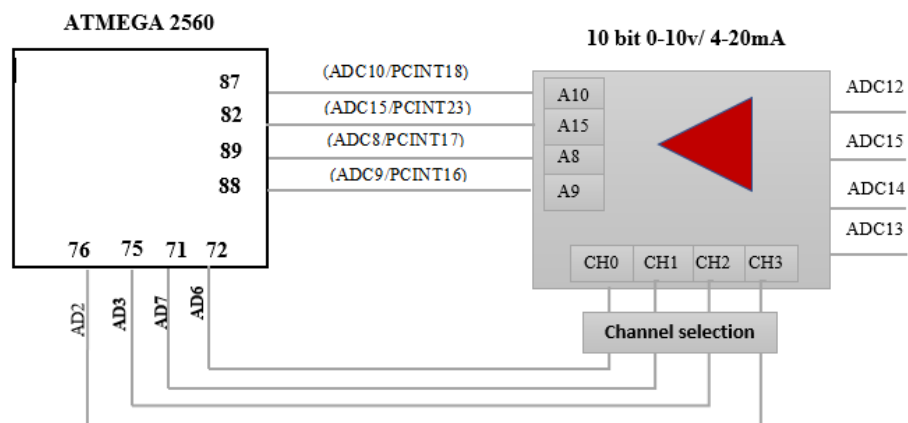 ATMEGA 2560
10 bit 0-10v/ 4-20mA
87
(ADC10/PCINT18)
A10
ADC12
82
(ADC15/PCINT23)
A15
ADC15
89
(ADC8/PCINT17)
A8
ADC14
88
(ADC9/PCINT16)
A9
ADC13
76 75 71 72
CH0 CH1 CH2 CH3
AD2
AD3
AD7
AD6
Channel selection